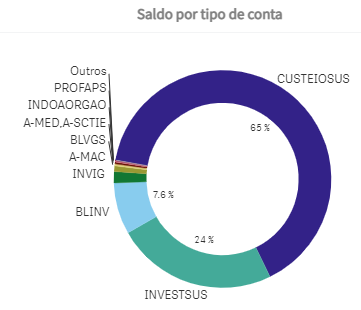 Saldo por tipo de conta
Outros
PROFAPS
INDOAORGAO
A-MED,A-SCTIE
BLVGS
A-MAC
INVIG
BLINV
INVESTSUS
CUSTEIOSUS
65 %
7.6 %
24 %